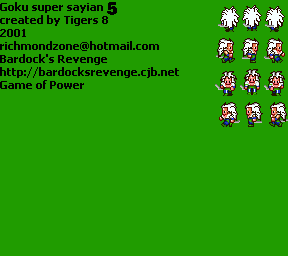 Goku super sayian 5
created by Tigers 8
2001
richmondzone@hotmail.com
Bardock's Revenge
http://bardocksrevenge.cjb.net
Game of Power